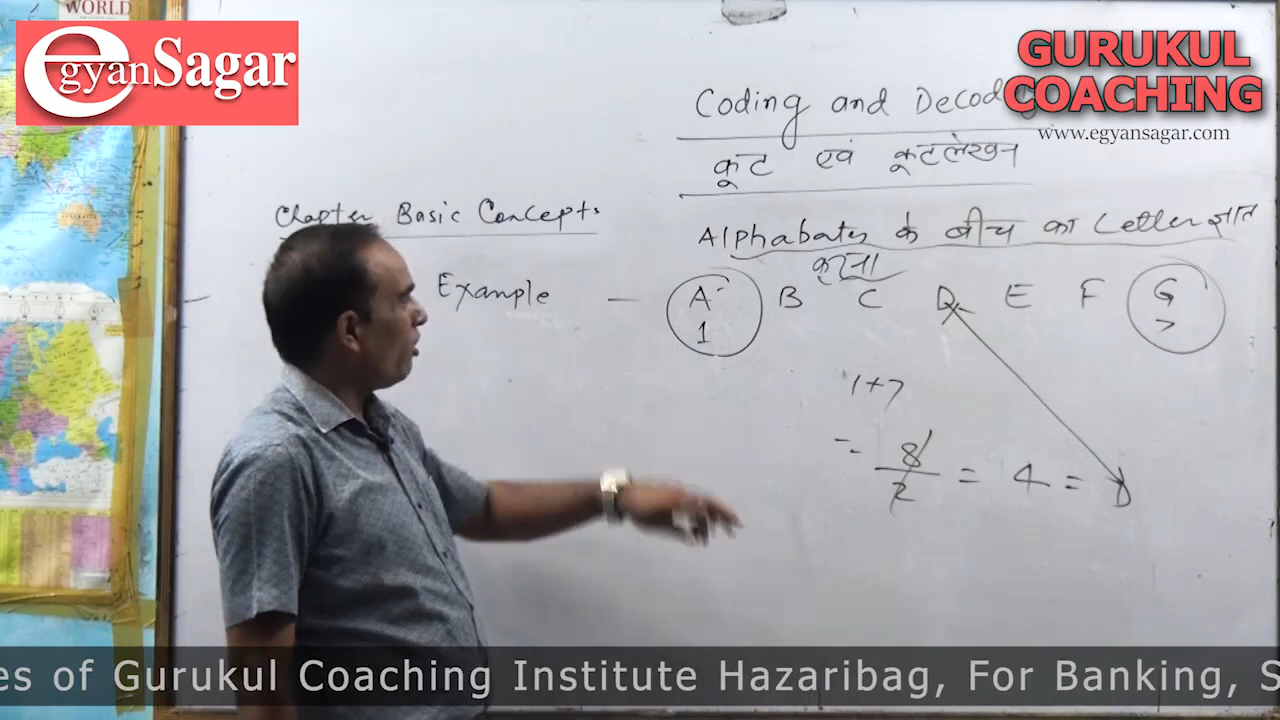 WORLD
egyanSagar
GURUKUL
COACHING
www.egyansagar.com
Coding and Decoding
कूट एवं कूटलेखन
Chapter Basic Concepts
Alphabates के बीच का Letter ज्ञात
करना
Example — A B C D E F G
1 7
1+7
= 8/2 = 4 = D
es of Gurukul Coaching Institute Hazaribag, For Banking, S